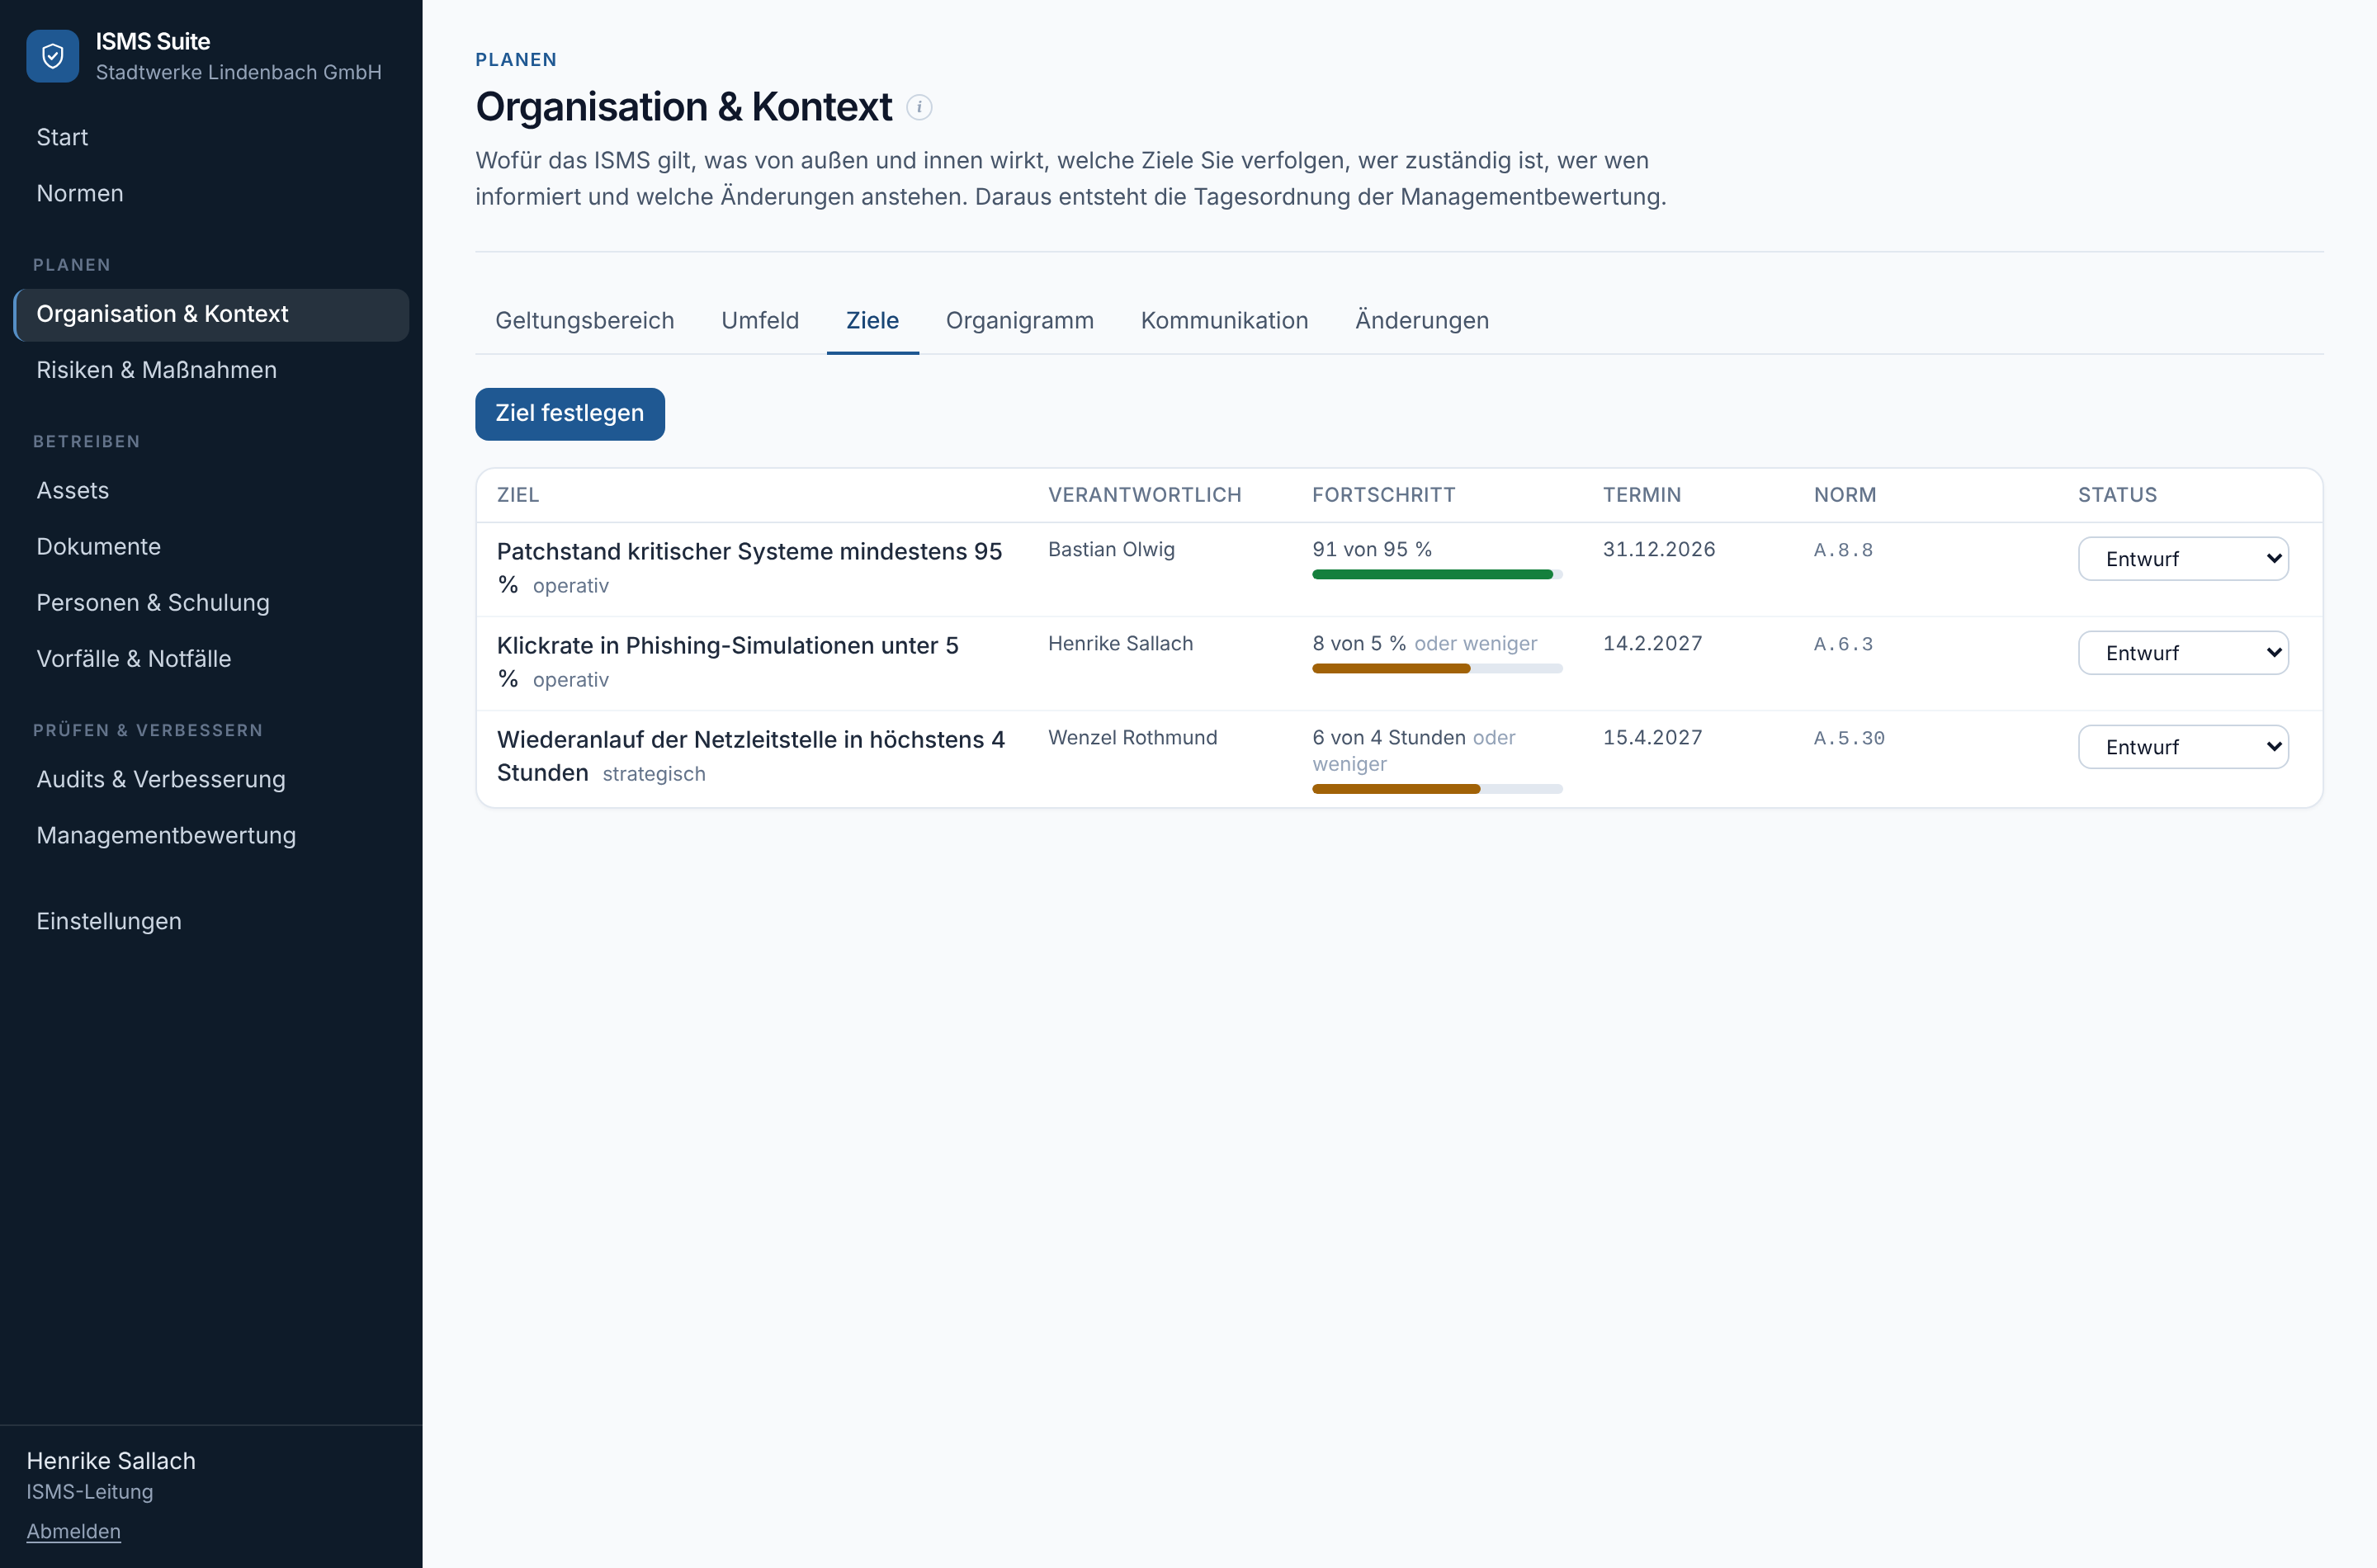 ISMS Suite
Stadtwerke Lindenbach GmbH
Start
Normen
PLANEN
Organisation & Kontext
Risiken & Maßnahmen
BETREIBEN
Assets
Dokumente
Personen & Schulung
Vorfälle & Notfälle
PRÜFEN & VERBESSERN
Audits & Verbesserung
Managementbewertung
Einstellungen
Henrike Sallach
ISMS-Leitung
Abmelden
PLANEN
Organisation & Kontext i
Wofür das ISMS gilt, was von außen und innen wirkt, welche Ziele Sie verfolgen, wer zuständig ist, wer wen
informiert und welche Änderungen anstehen. Daraus entsteht die Tagesordnung der Managementbewertung.
Geltungsbereich Umfeld Ziele Organigramm Kommunikation Änderungen
Ziel festlegen
ZIEL VERANTWORTLICH FORTSCHRITT TERMIN NORM STATUS
Patchstand kritischer Systeme mindestens 95 Bastian Olwig 91 von 95 % 31.12.2026 A.8.8 Entwurf
% operativ
Klickrate in Phishing-Simulationen unter 5 Henrike Sallach 8 von 5 % oder weniger 14.2.2027 A.6.3 Entwurf
% operativ
Wiederanlauf der Netzleitstelle in höchstens 4 Wenzel Rothmund 6 von 4 Stunden oder 15.4.2027 A.5.30 Entwurf
Stunden strategisch weniger